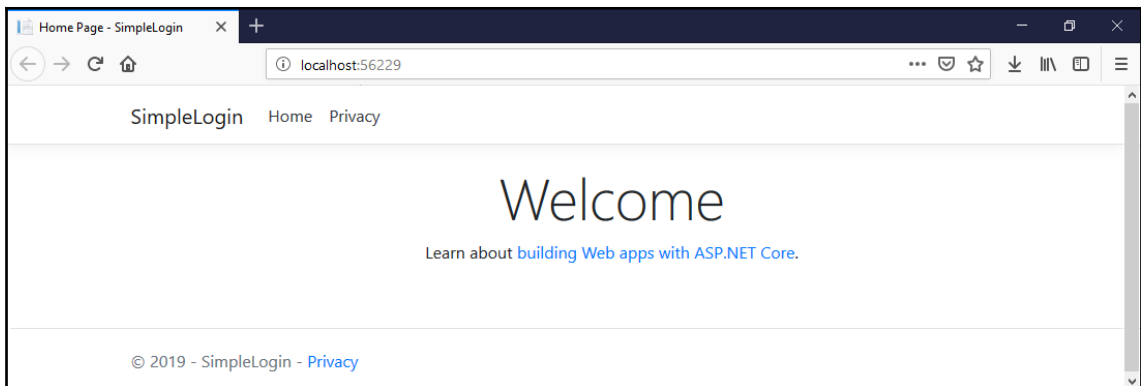 Home Page - SimpleLogin
localhost:56229
SimpleLogin Home Privacy
Welcome
Learn about building Web apps with ASP.NET Core.
© 2019 - SimpleLogin - Privacy